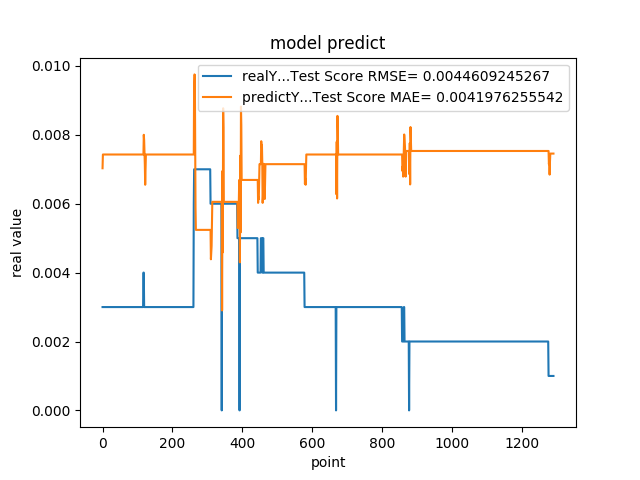 model predict
realY...Test Score RMSE= 0.0044609245267
predictY...Test Score MAE= 0.0041976255542
0.010
0.008
0.006
0.004
0.002
0.000
real value
0 200 400 600 800 1000 1200
point